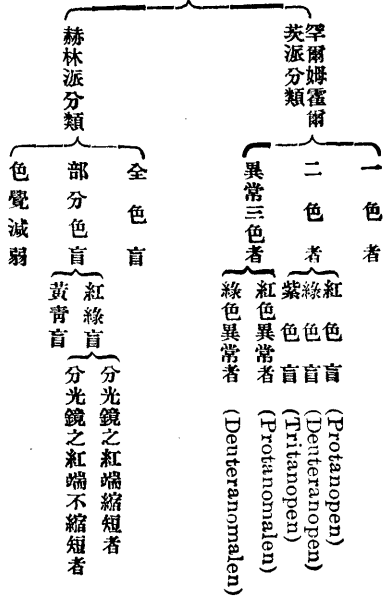 罕爾姆霍爾
茨派分類
一色者
二色者
紅色盲 (Protanopen)
綠色盲 (Deuteranopen)
紫色盲 (Tritanopen)
異常三色者
紅色異常者 (Protanomalen)
綠色異常者 (Deuteranomalen)
赫林派分類
全色盲
部分色盲
紅綠盲
分光鏡之紅端縮短者
分光鏡之紅端不縮短者
黃靑盲
色覺減弱